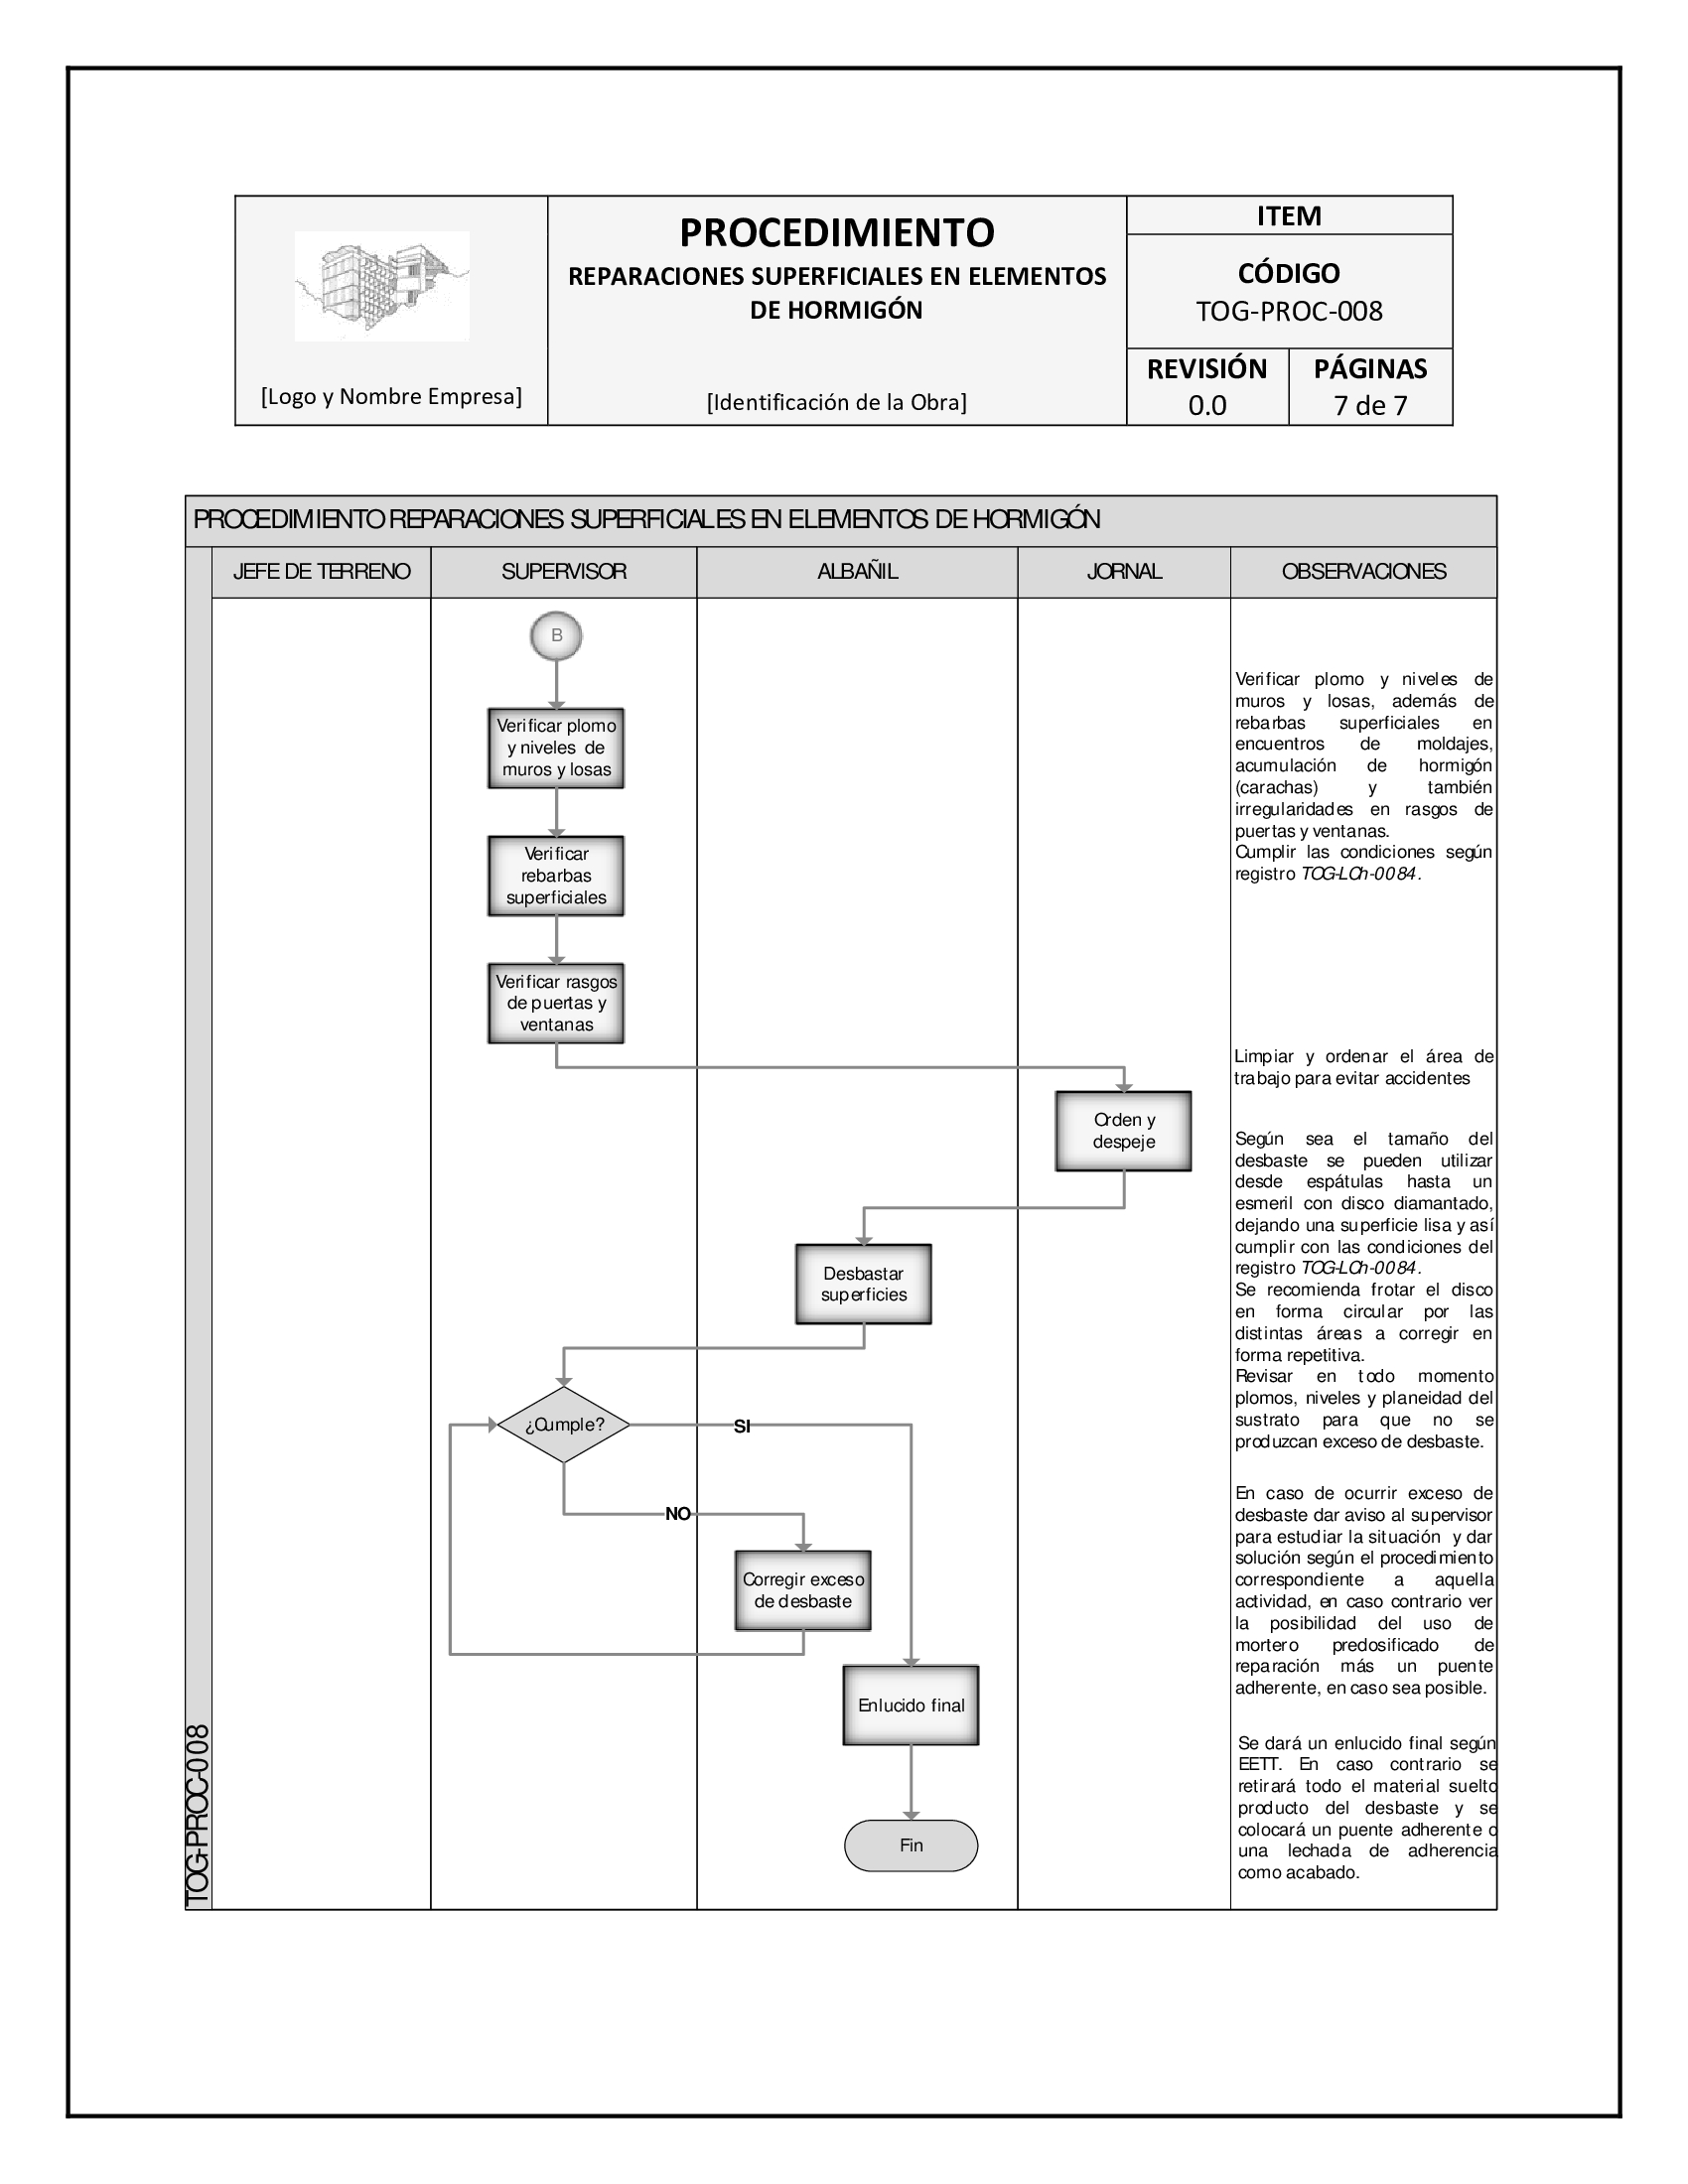 [Logo y Nombre Empresa]
PROCEDIMIENTO
REPARACIONES SUPERFICIALES EN ELEMENTOS
DE HORMIGÓN
[Identificación de la Obra]
ITEM
CÓDIGO
TOG-PROC-008
REVISIÓN
0.0
PÁGINAS
7 de 7
PROCEDIMIENTO REPARACIONES SUPERFICIALES EN ELEMENTOS DE HORMIGÓN
TOG-PROC-008
JEFE DE TERRENO
SUPERVISOR
ALBAÑIL
JORNAL
OBSERVACIONES
B
Verificar plomo
y niveles de
muros y losas
Verificar
rebarbas
superficiales
Verificar rasgos
de puertas y
ventanas
Orden y
despeje
Desbastar
superficies
¿Cumple?
SI
NO
Corregir exceso
de desbaste
Enlucido final
Fin
Verificar plomo y niveles de
muros y losas, además de
rebarbas superficiales en
encuentros de moldajes,
acumulación de hormigón
(carachas) y también
irregularidades en rasgos de
puertas y ventanas.
Cumplir las condiciones según
registro TOG-LCh-0084.
Limpiar y ordenar el área de
trabajo para evitar accidentes
Según sea el tamaño del
desbaste se pueden utilizar
desde espátulas hasta un
esmeril con disco diamantado,
dejando una superficie lisa y así
cumplir con las condiciones del
registro TOG-LCh-0084.
Se recomienda frotar el disco
en forma circular por las
distintas áreas a corregir en
forma repetitiva.
Revisar en todo momento
plomos, niveles y planeidad del
sustrato para que no se
produzcan exceso de desbaste.
En caso de ocurrir exceso de
desbaste dar aviso al supervisor
para estudiar la situación y dar
solución según el procedimiento
correspondiente a aquella
actividad, en caso contrario ver
la posibilidad del uso de
mortero predosificado de
reparación más un puente
adherente, en caso sea posible.
Se dará un enlucido final según
EETT. En caso contrario se
retirará todo el material suelto
producto del desbaste y se
colocará un puente adherente o
una lechada de adherencia
como acabado.